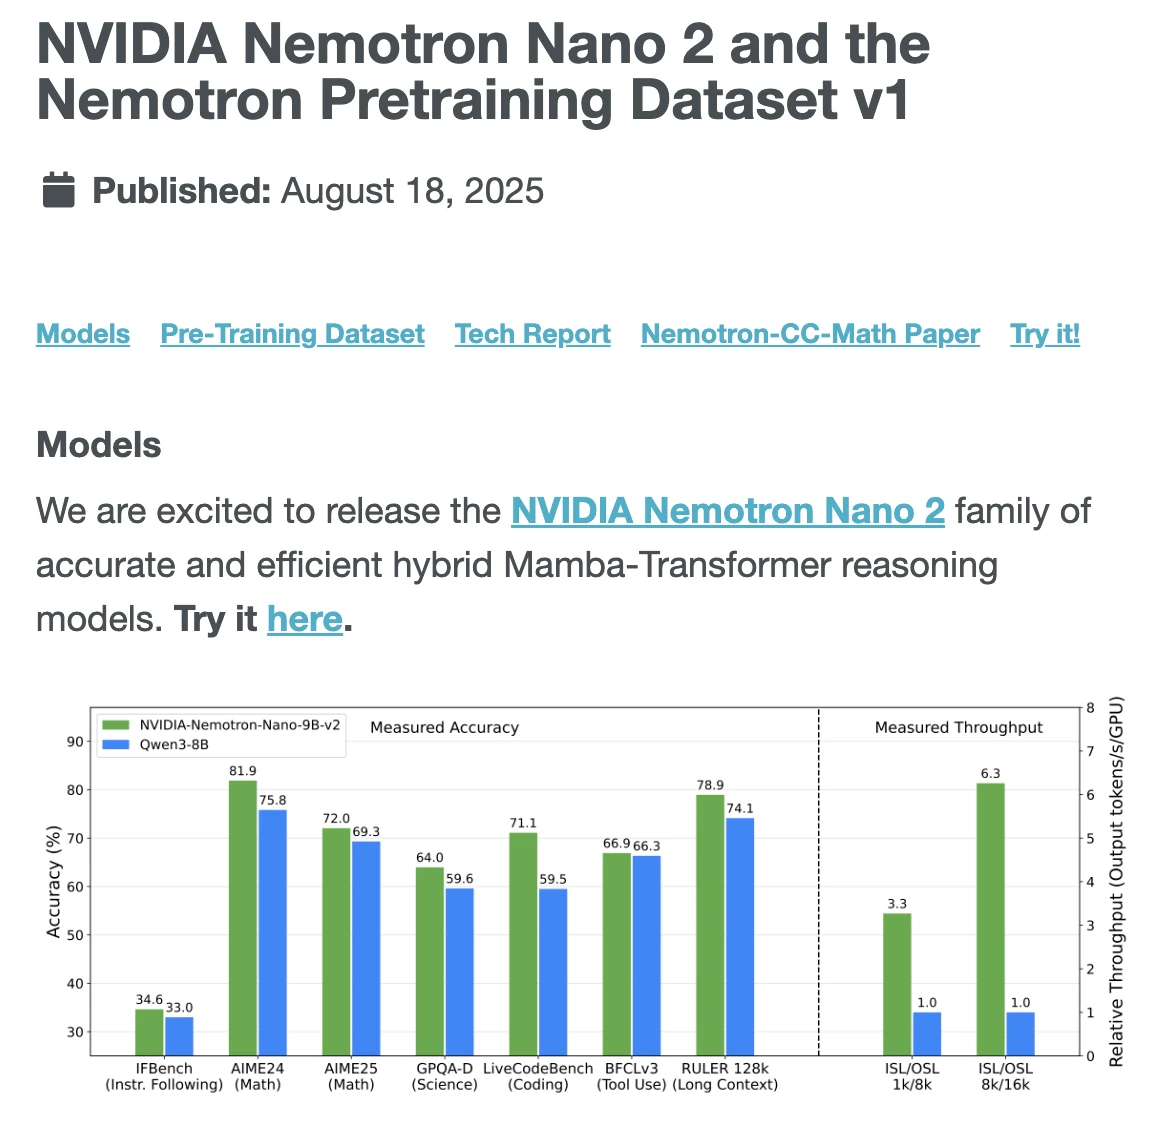 NVIDIA Nemotron Nano 2 and the
Nemotron Pretraining Dataset v1
Published: August 18, 2025
Models Pre-Training Dataset Tech Report Nemotron-CC-Math Paper Try it!
Models
We are excited to release the NVIDIA Nemotron Nano 2 family of
accurate and efficient hybrid Mamba-Transformer reasoning
models. Try it here.
NVIDIA-Nemotron-Nano-9B-v2
Qwen3-8B
Measured Accuracy
Measured Throughput
Accuracy (%)
90
80
70
60
50
40
30
34.6 33.0
81.9 75.8
72.0 69.3
64.0 59.6
71.1 59.5
66.9 66.3
78.9 74.1
3.3 1.0
6.3 1.0
8
7
6
5
4
3
2
1
0
Relative Throughput (Output tokens/s/GPU)
IFBench
(Instr. Following)
AIME24
(Math)
AIME25
(Math)
GPQA-D
(Science)
LiveCodeBench
(Coding)
BFCLv3
(Tool Use)
RULER 128k
(Long Context)
ISL/OSL
1k/8k
ISL/OSL
8k/16k